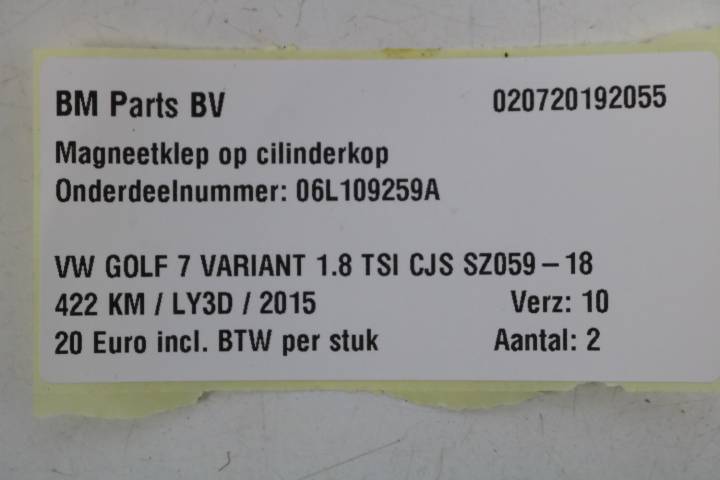 BM Parts BV 020720192055
Magneetklep op cilinderkop
Onderdeelnummer: 06L109259A
VW GOLF 7 VARIANT 1.8 TSI CJS SZ059 – 18
422 KM / LY3D / 2015 Verz: 10
20 Euro incl. BTW per stuk Aantal: 2